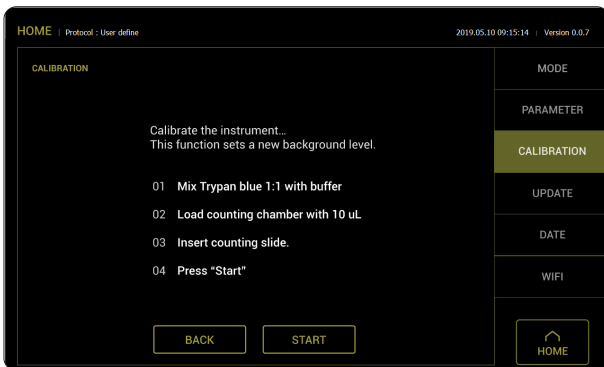 HOME | Protocol : User define
2019.05.10 09:15:14 | Version 0.0.7
CALIBRATION
Calibrate the instrument...
This function sets a new background level.
01 Mix Trypan blue 1:1 with buffer
02 Load counting chamber with 10 uL
03 Insert counting slide.
04 Press “Start”
BACK
START
MODE
PARAMETER
CALIBRATION
UPDATE
DATE
WIFI
HOME